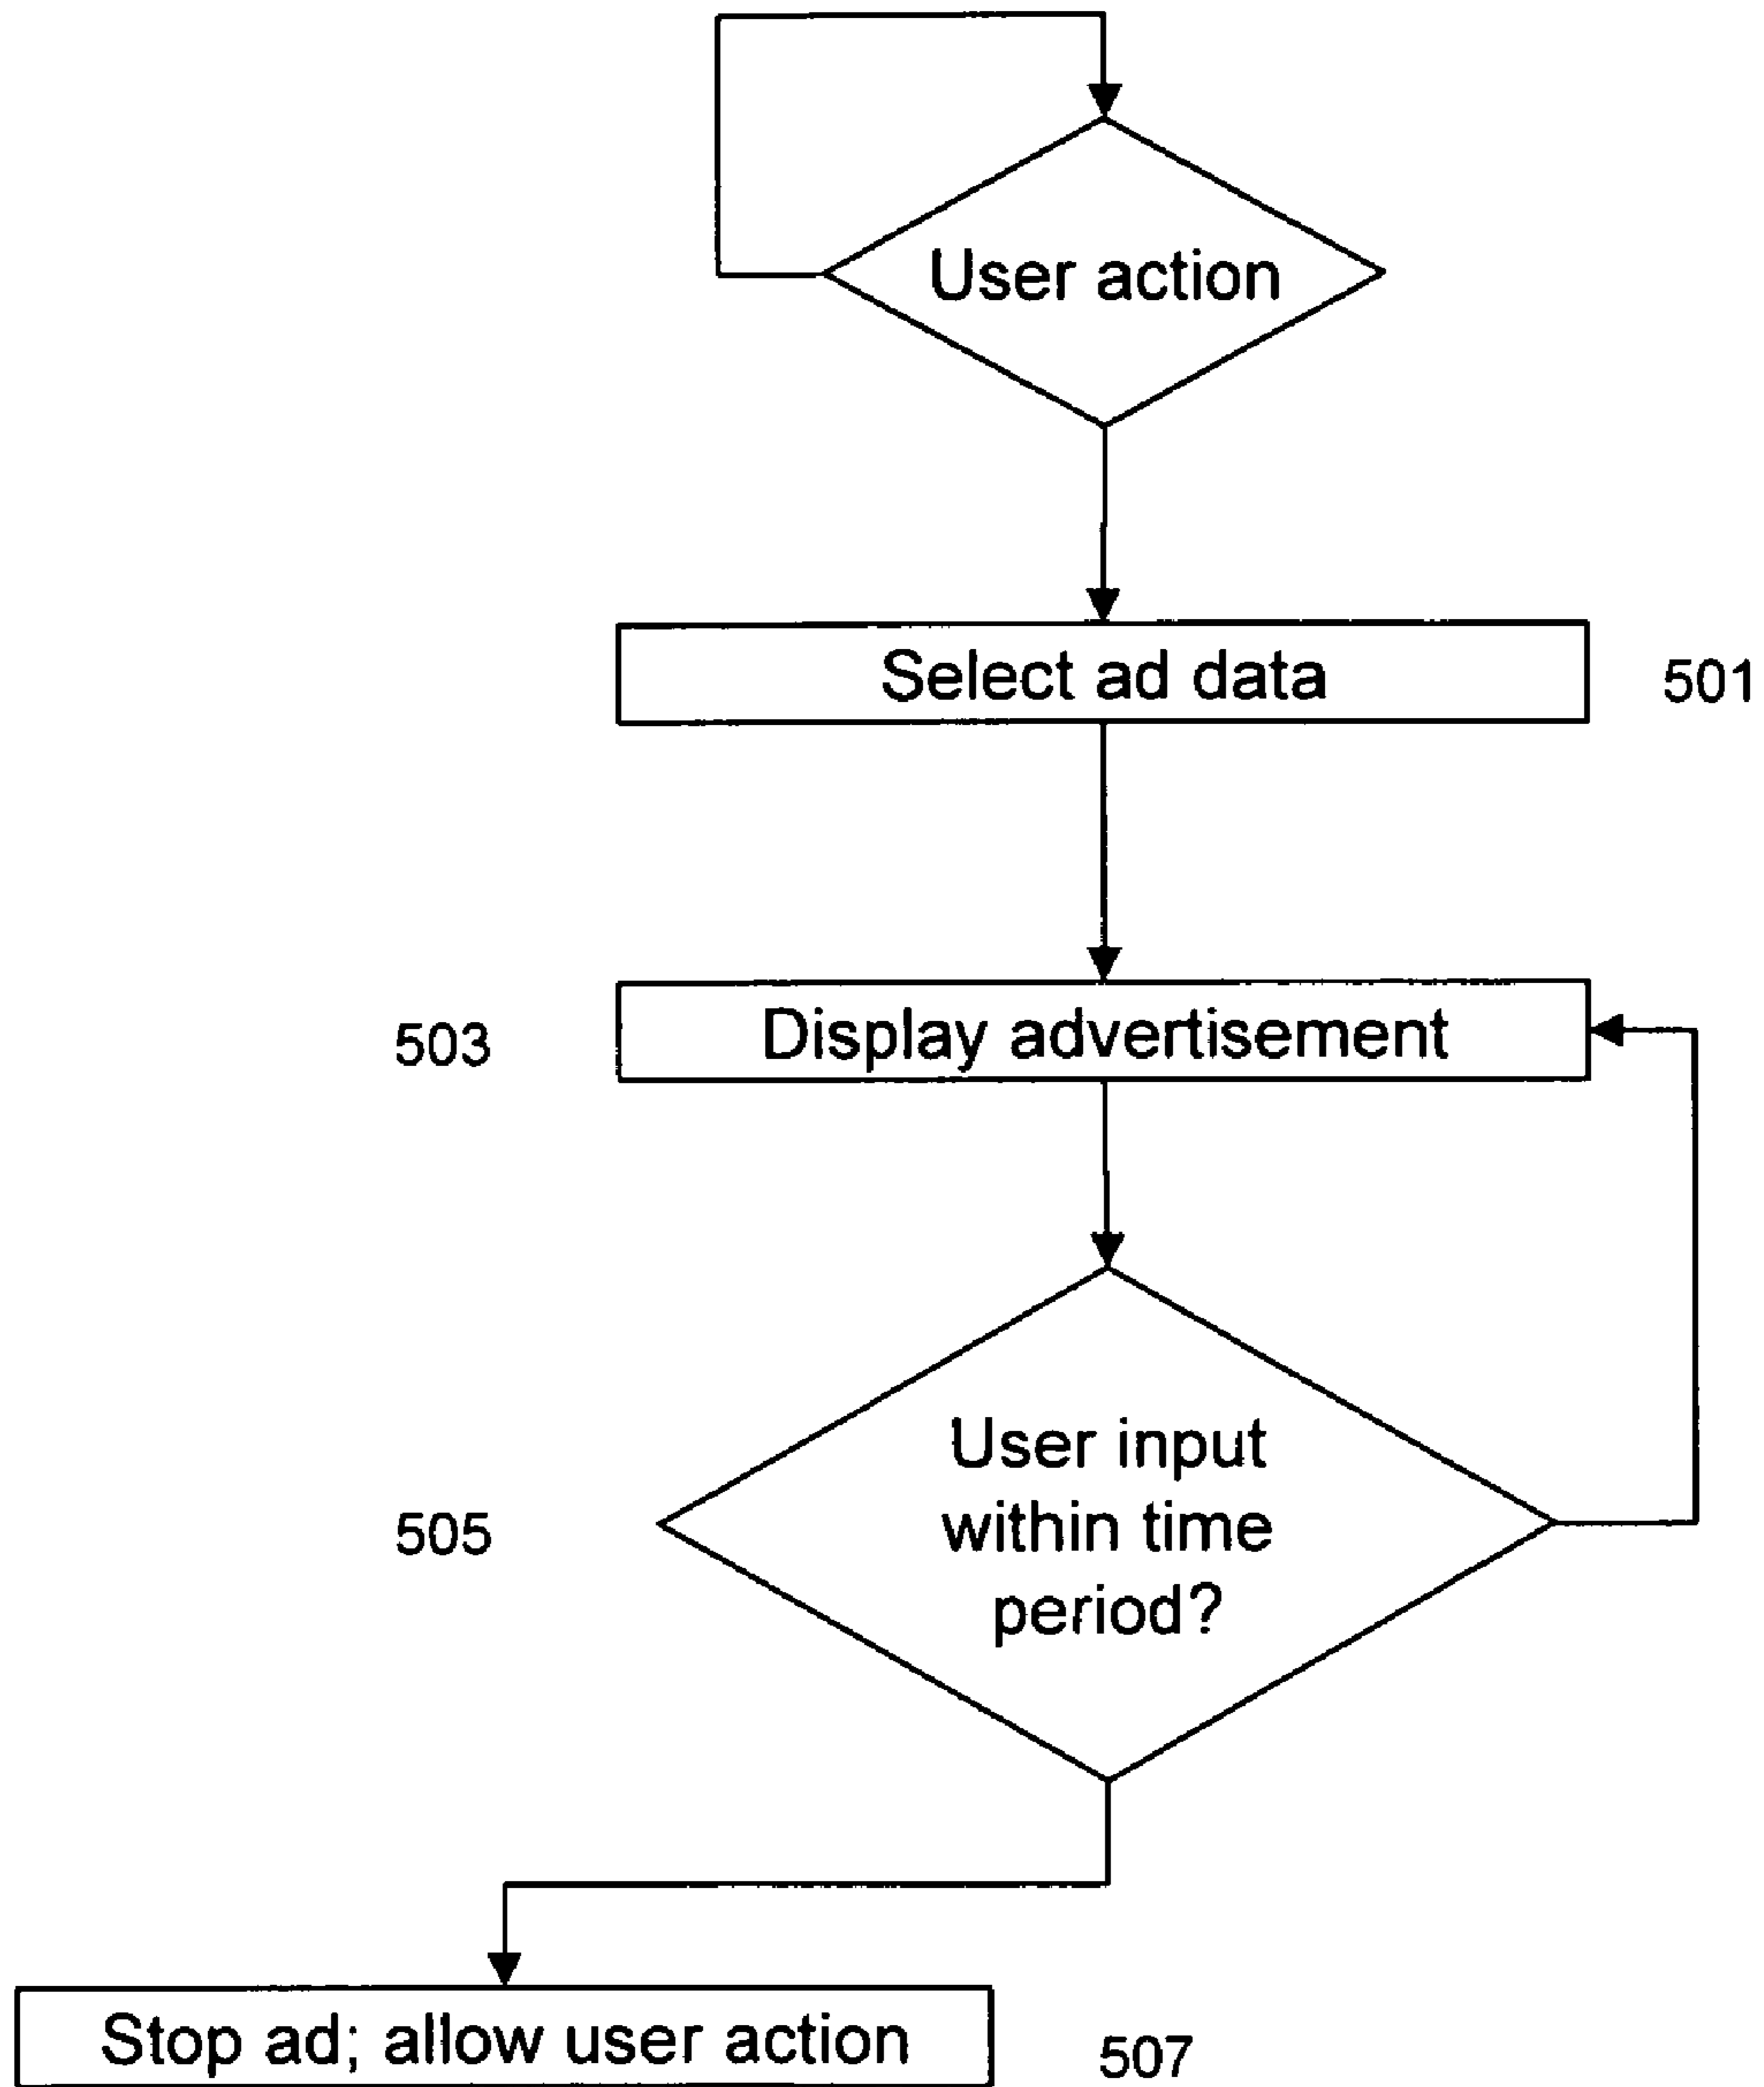 User action
Select ad data
501
503
Display advertisement
505
User input
within time
period?
Stop ad; allow user action
507